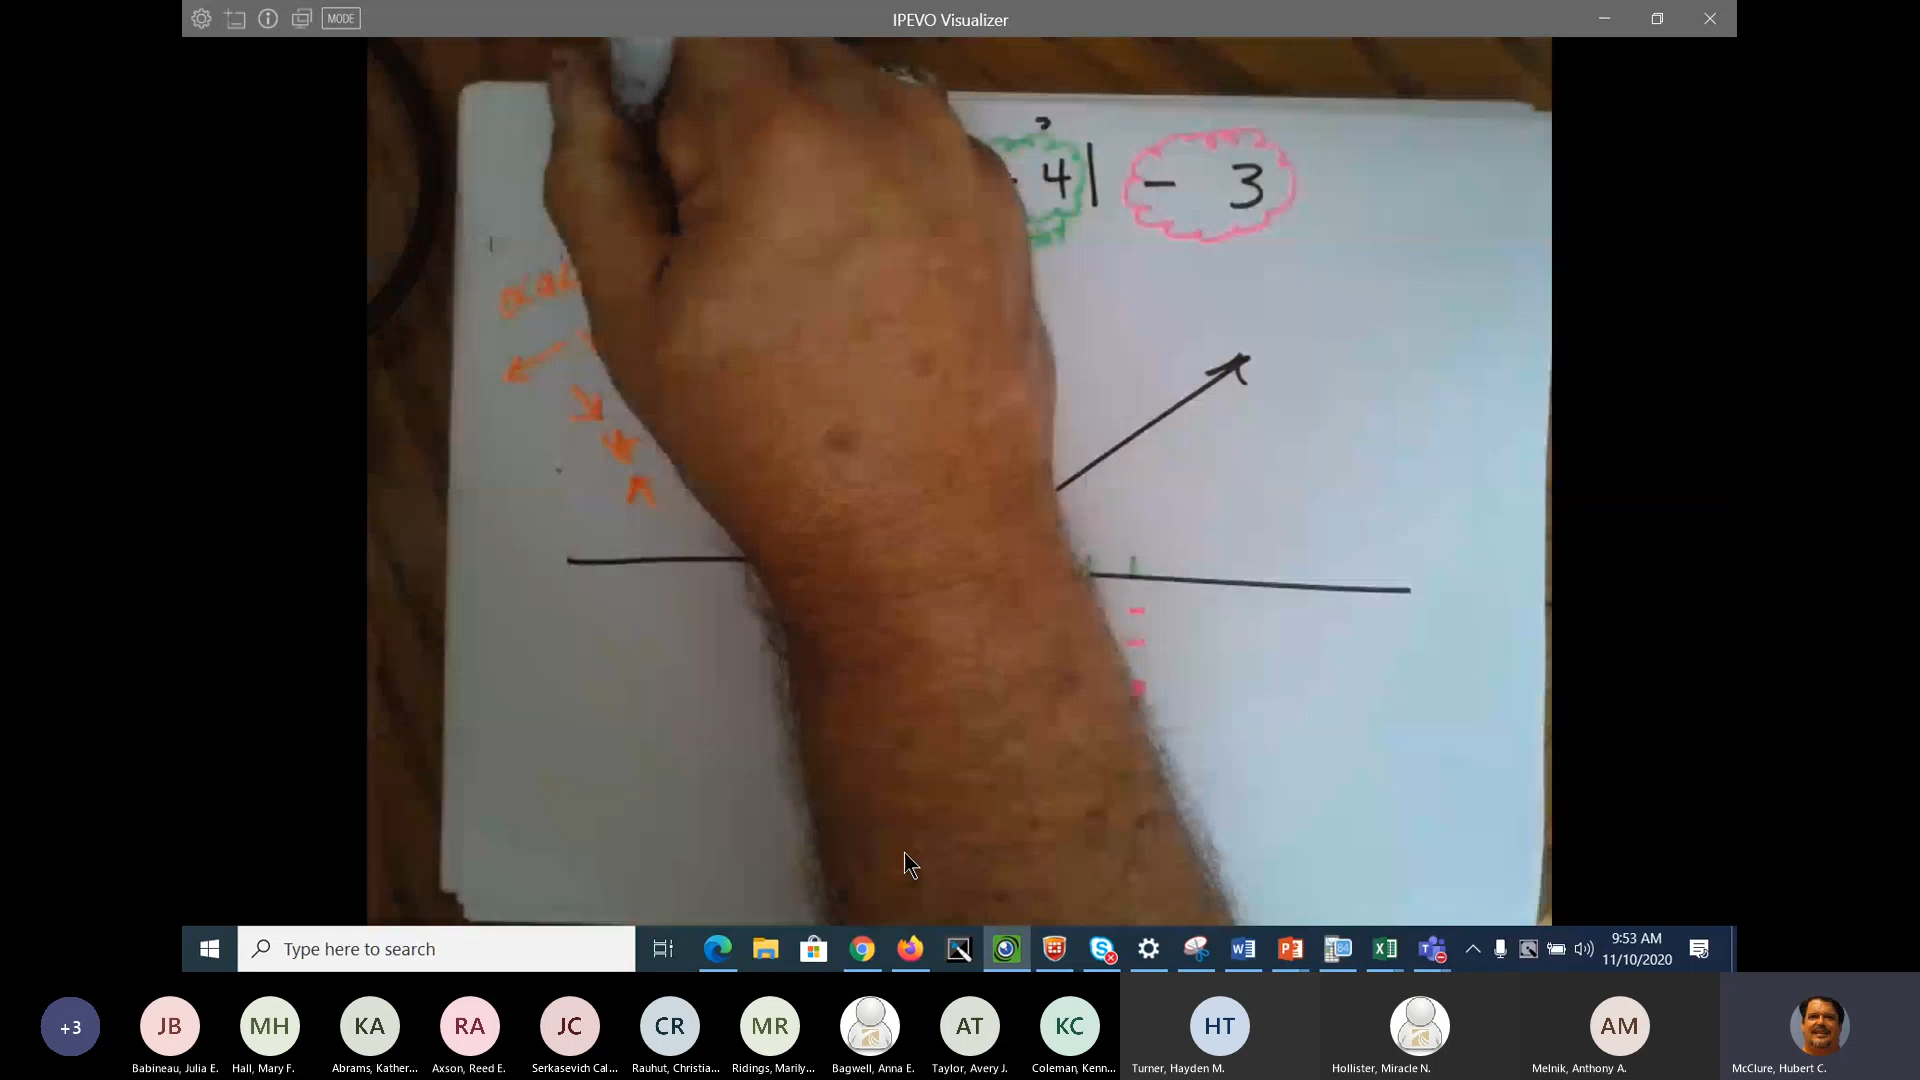 MODE
IPEVO Visualizer
4| - 3
Type here to search
9:53 AM
11/10/2020
+3
JB
MH
KA
RA
JC
CR
MR
AT
KC
HT
AM
Babineau, Julia E.
Hall, Mary F.
Abrams, Kather...
Axson, Reed E.
Serkasevich Cal...
Rauhut, Christia...
Ridings, Marily...
Bagwell, Anna E.
Taylor, Avery J.
Coleman, Kenn...
Turner, Hayden M.
Hollister, Miracle N.
Melnik, Anthony A.
McClure, Hubert C.